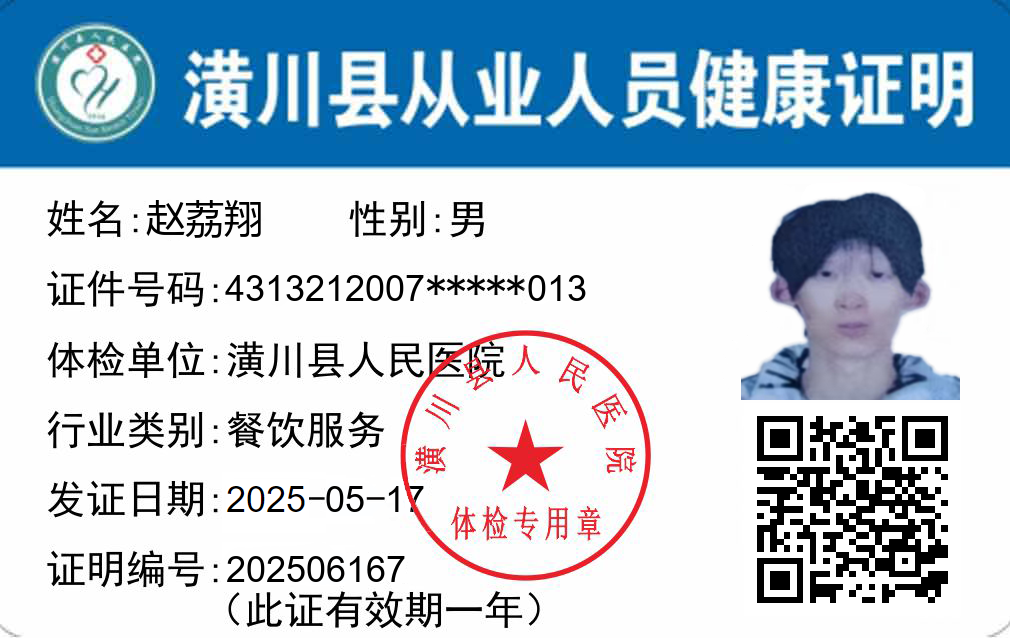 潢川县从业人员健康证明
姓名:赵荔翔 性别:男
证件号码:4313212007*****013
体检单位:潢川县人民医院
行业类别:餐饮服务
发证日期:2025-05-17
证明编号:202506167
(此证有效期一年)
潢川县人民医院
体检专用章